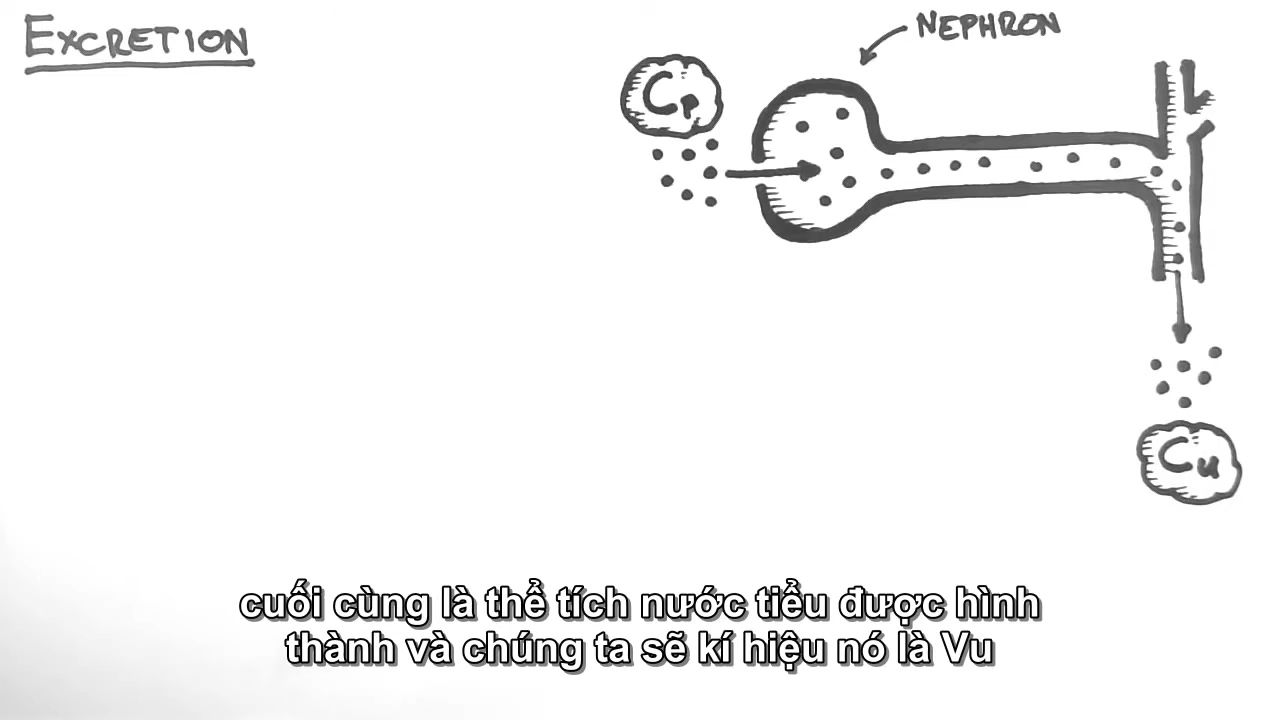 EXCRETION
NEPHRON
Cp
Cu
cuối cùng là thể tích nước tiểu được hình
thành và chúng ta sẽ kí hiệu nó là Vu